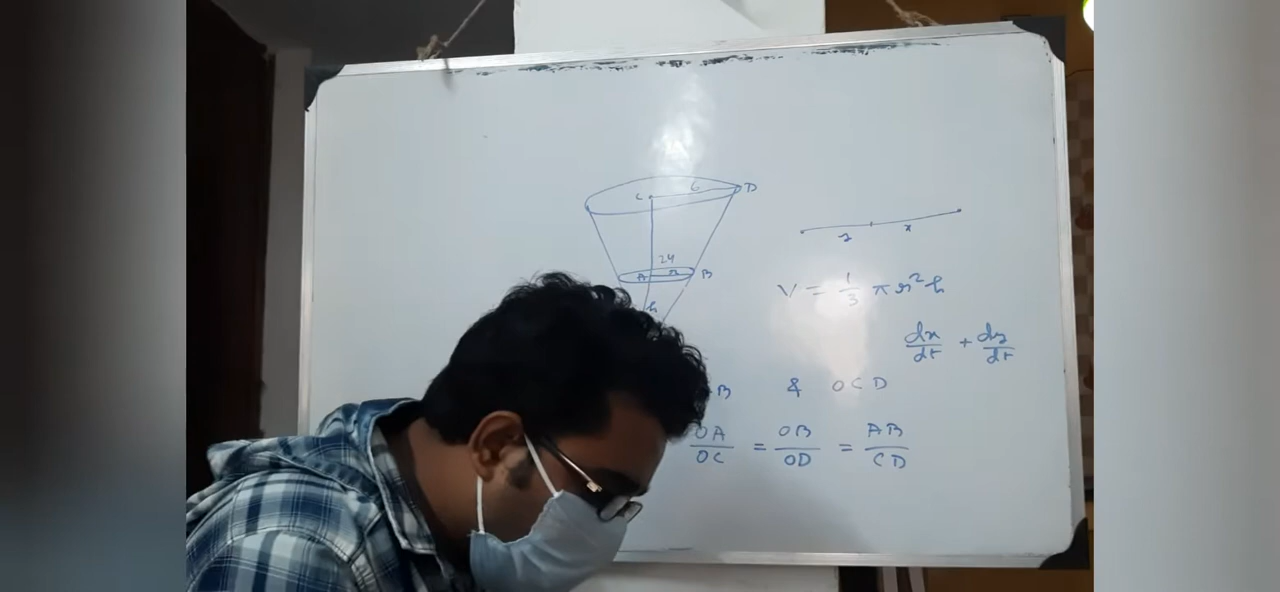 C 6 D
24
A r B
h
y x
V = 1/3 π r² h
dx/dt + dy/dt
B & OCD
OA/OC = OB/OD = AB/CD